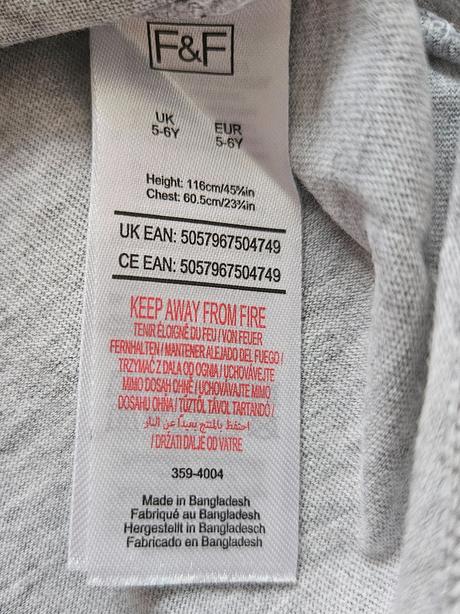 F&F
UK
5-6Y
EUR
5-6Y
Height: 116cm/45¾in
Chest: 60.5cm/23¾in
UK EAN: 5057967504749
CE EAN: 5057967504749
KEEP AWAY FROM FIRE
TENIR ÉLOIGNÉ DU FEU / VON FEUER
FERNHALTEN / MANTENER ALEJADO DEL FUEGO /
TRZYMAĆ Z DALA OD OGNIA / UCHOVÁVEJTE
MIMO DOSAH OHNĚ / UCHOVÁVAJTE MIMO
DOSAHU OHŇA / TŰZTŐL TÁVOL TARTANDÓ /
احتفظ بالمنتج بعيداً عن النار
/ DRŽATI DALJE OD VATRE
359-4004
Made in Bangladesh
Fabriqué au Bangladesh
Hergestellt in Bangladesch
Fabricado en Bangladesh